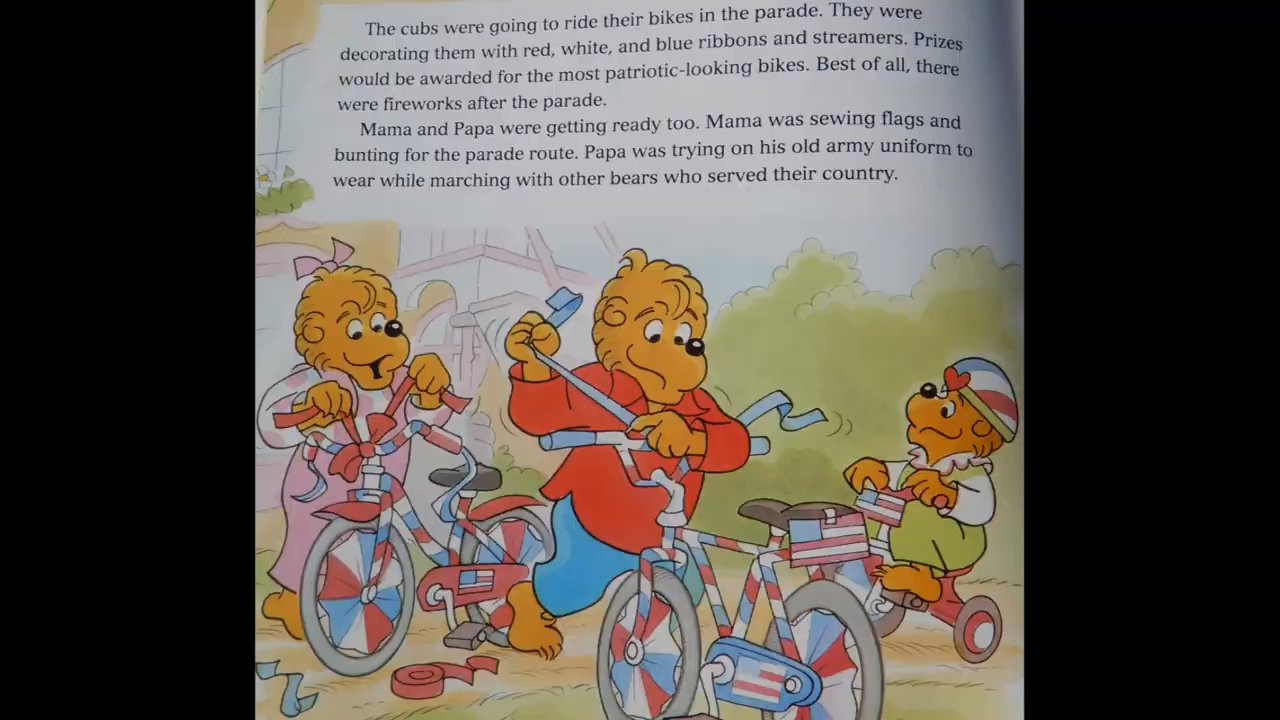 The cubs were going to ride their bikes in the parade. They were
decorating them with red, white, and blue ribbons and streamers. Prizes
would be awarded for the most patriotic-looking bikes. Best of all, there
were fireworks after the parade.
Mama and Papa were getting ready too. Mama was sewing flags and
bunting for the parade route. Papa was trying on his old army uniform to
wear while marching with other bears who served their country.